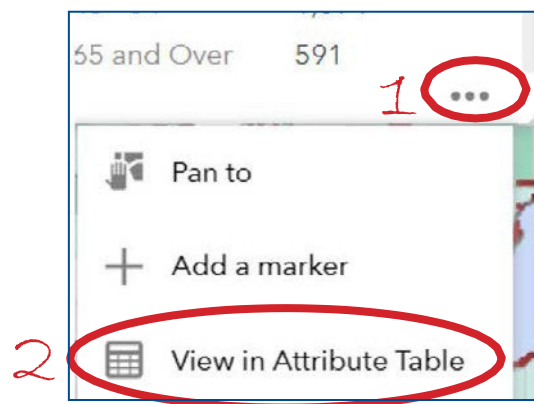 65 and Over 591
1 •••
Pan to
Add a marker
2 View in Attribute Table